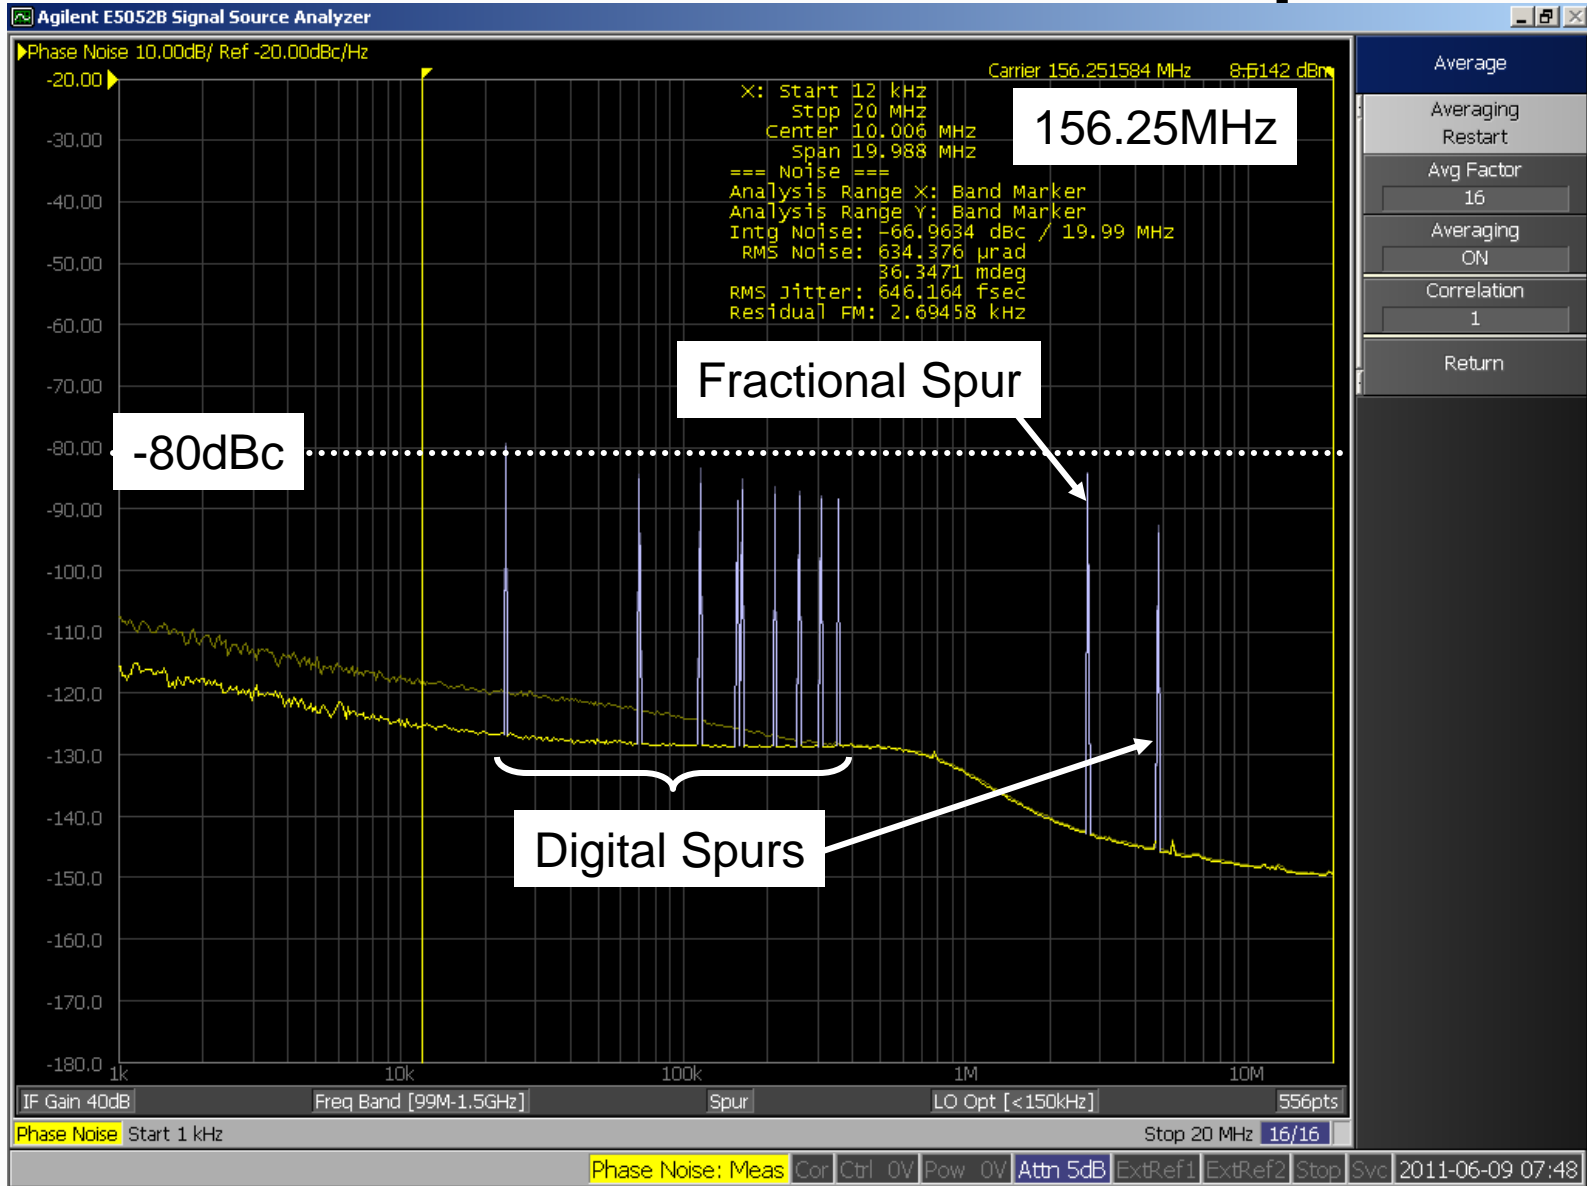 Agilent E5052B Signal Source Analyzer
Phase Noise 10.00dB/ Ref -20.00dBc/Hz
Carrier 156.251584 MHz 8.5142 dBm
X: Start 12 kHz
Stop 20 MHz
Center 10.006 MHz
Span 19.988 MHz
=== Noise ===
Analysis Range X: Band Marker
Analysis Range Y: Band Marker
Intg Noise: -66.9634 dBc / 19.99 MHz
RMS Noise: 634.376 µrad
36.3471 mdeg
RMS Jitter: 646.164 fsec
Residual FM: 2.69458 kHz
156.25MHz
Fractional Spur
-80dBc
Digital Spurs
-20.00
-30.00
-40.00
-50.00
-60.00
-70.00
-80.00
-90.00
-100.0
-110.0
-120.0
-130.0
-140.0
-150.0
-160.0
-170.0
-180.0
1k 10k 100k 1M 10M
IF Gain 40dB Freq Band [99M-1.5GHz] Spur LO Opt [<150kHz] 556pts
Phase Noise Start 1 kHz Stop 20 MHz 16/16
Phase Noise: Meas Cor Ctrl 0V Pow 0V Attn 5dB ExtRef1 ExtRef2 Stop Svc 2011-06-09 07:48
Average
Averaging
Restart
Avg Factor
16
Averaging
ON
Correlation
1
Return